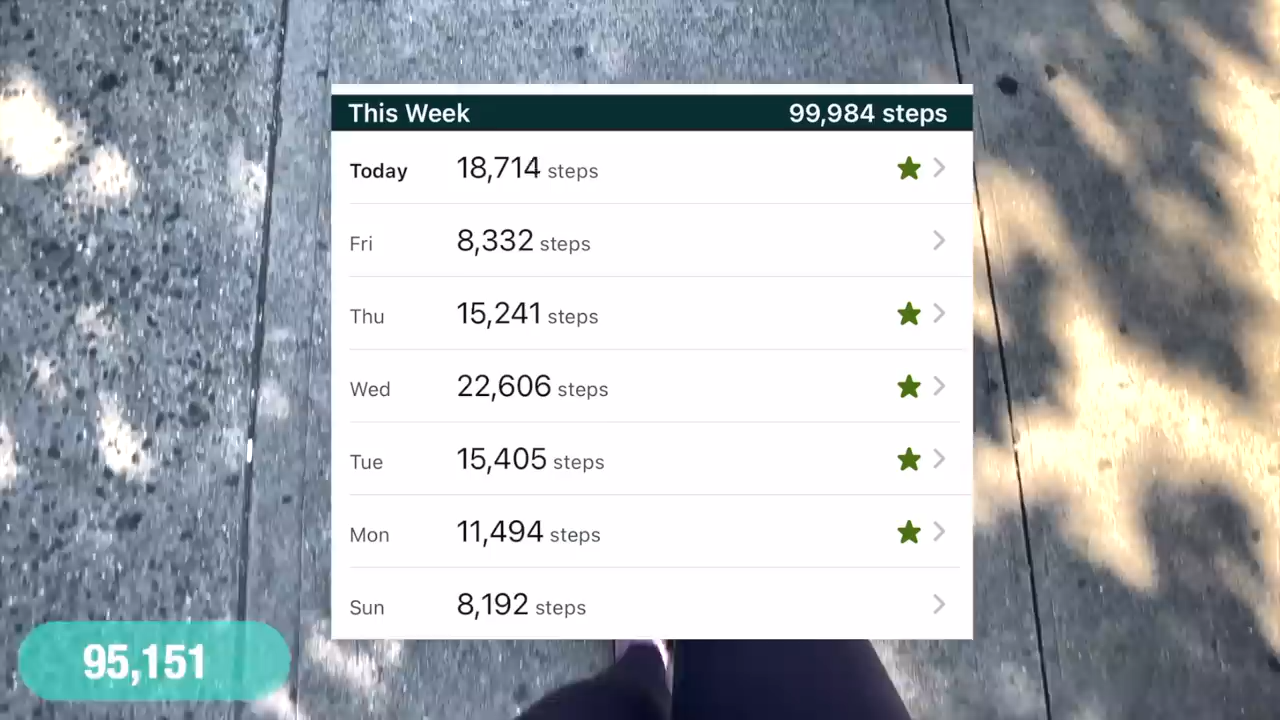 This Week 99,984 steps
Today 18,714 steps
Fri 8,332 steps
Thu 15,241 steps
Wed 22,606 steps
Tue 15,405 steps
Mon 11,494 steps
Sun 8,192 steps
95,151